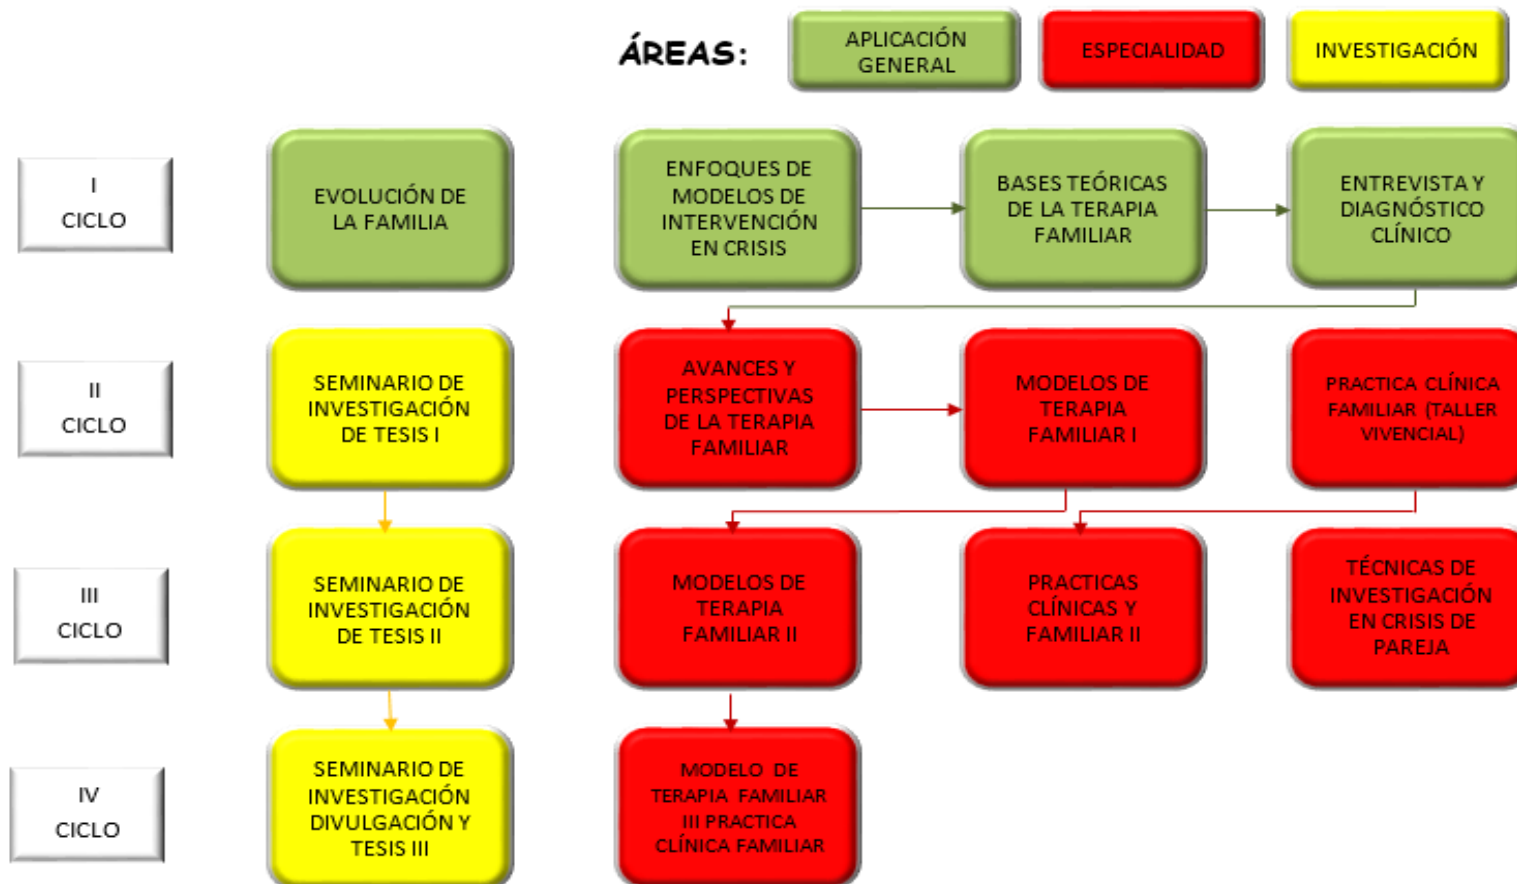 ÁREAS:
APLICACIÓN
GENERAL
ESPECIALIDAD
INVESTIGACIÓN
I
CICLO
EVOLUCIÓN DE
LA FAMILIA
ENFOQUES DE
MODELOS DE
INTERVENCIÓN
EN CRISIS
BASES TEÓRICAS
DE LA TERAPIA
FAMILIAR
ENTREVISTA Y
DIAGNÓSTICO
CLÍNICO
II
CICLO
SEMINARIO DE
INVESTIGACIÓN
DE TESIS I
AVANCES Y
PERSPECTIVAS
DE LA TERAPIA
FAMILIAR
MODELOS DE
TERAPIA
FAMILIAR I
PRACTICA CLÍNICA
FAMILIAR (TALLER
VIVENCIAL)
III
CICLO
SEMINARIO DE
INVESTIGACIÓN
DE TESIS II
MODELOS DE
TERAPIA
FAMILIAR II
PRACTICAS
CLÍNICAS Y
FAMILIAR II
TÉCNICAS DE
INVESTIGACIÓN
EN CRISIS DE
PAREJA
IV
CICLO
SEMINARIO DE
INVESTIGACIÓN
DIVULGACIÓN Y
TESIS III
MODELO DE
TERAPIA FAMILIAR
III PRACTICA
CLÍNICA FAMILIAR